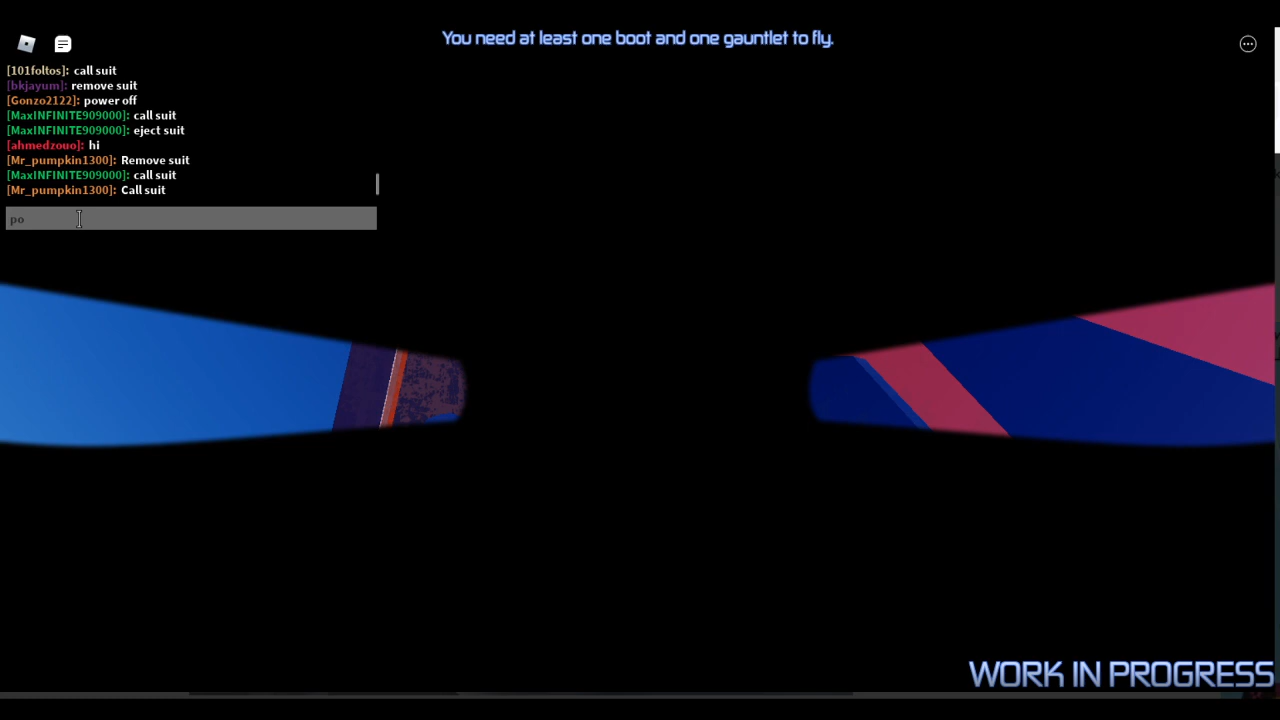 You need at least one boot and one gauntlet to fly.
[101foltos]: call suit
[bkjayum]: remove suit
[Gonzo2122]: power off
[MaxINFINITE909000]: call suit
[MaxINFINITE909000]: eject suit
[ahmedzouo]: hi
[Mr_pumpkin1300]: Remove suit
[MaxINFINITE909000]: call suit
[Mr_pumpkin1300]: Call suit
po
WORK IN PROGRESS